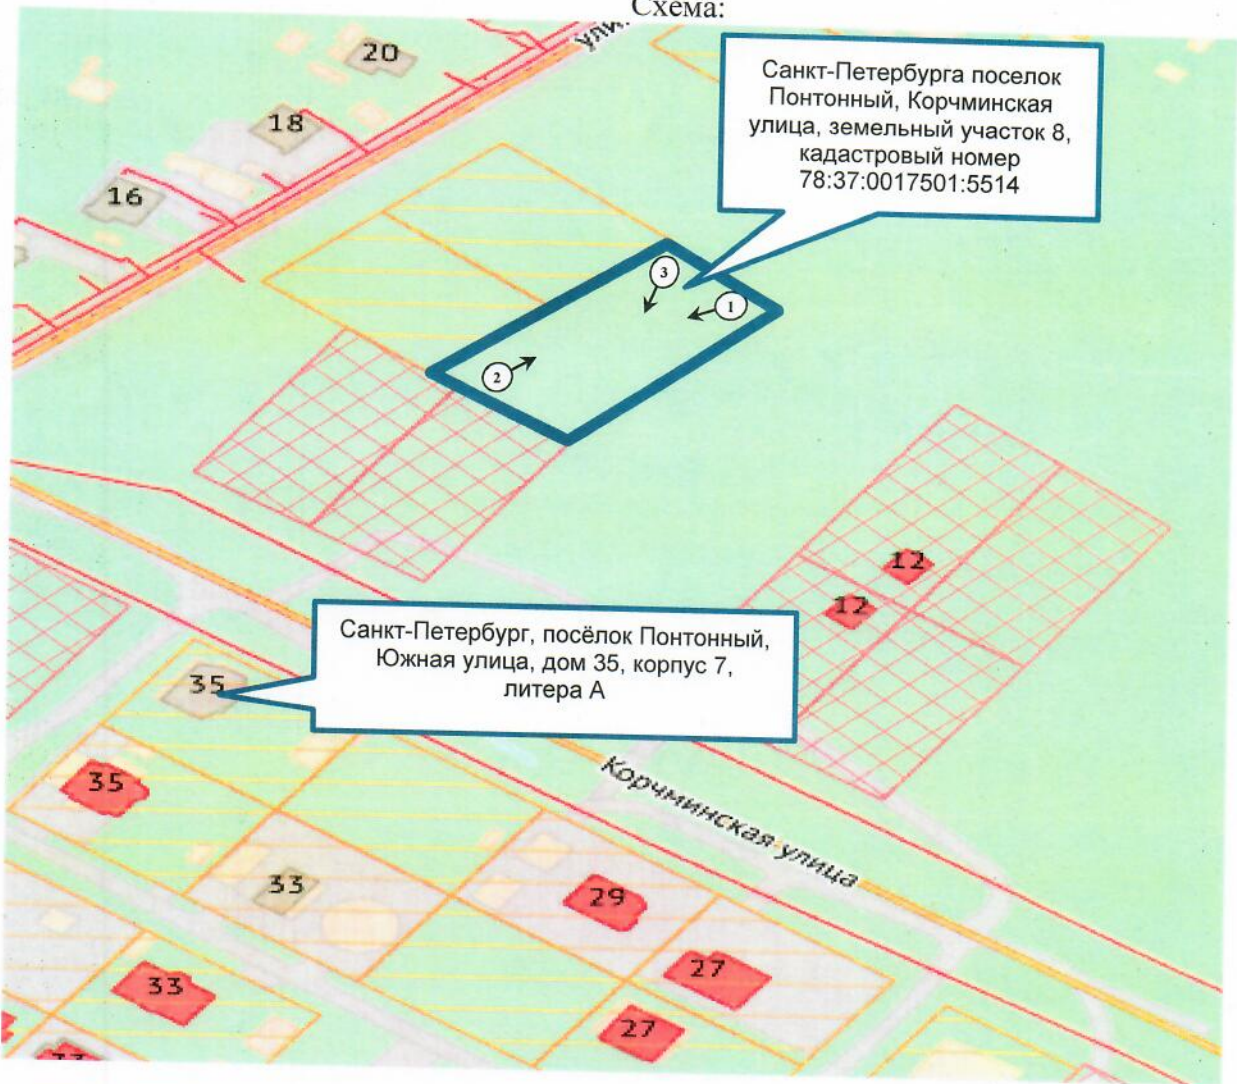 Схема:
ули
20
Санкт-Петербурга поселок
Понтонный, Корчминская
улица, земельный участок 8,
кадастровый номер
78:37:0017501:5514
18
16
3
1
2
12
12
Санкт-Петербург, посёлок Понтонный,
Южная улица, дом 35, корпус 7,
литера А
35
35
Корчминская улица
33
29
27
33
27